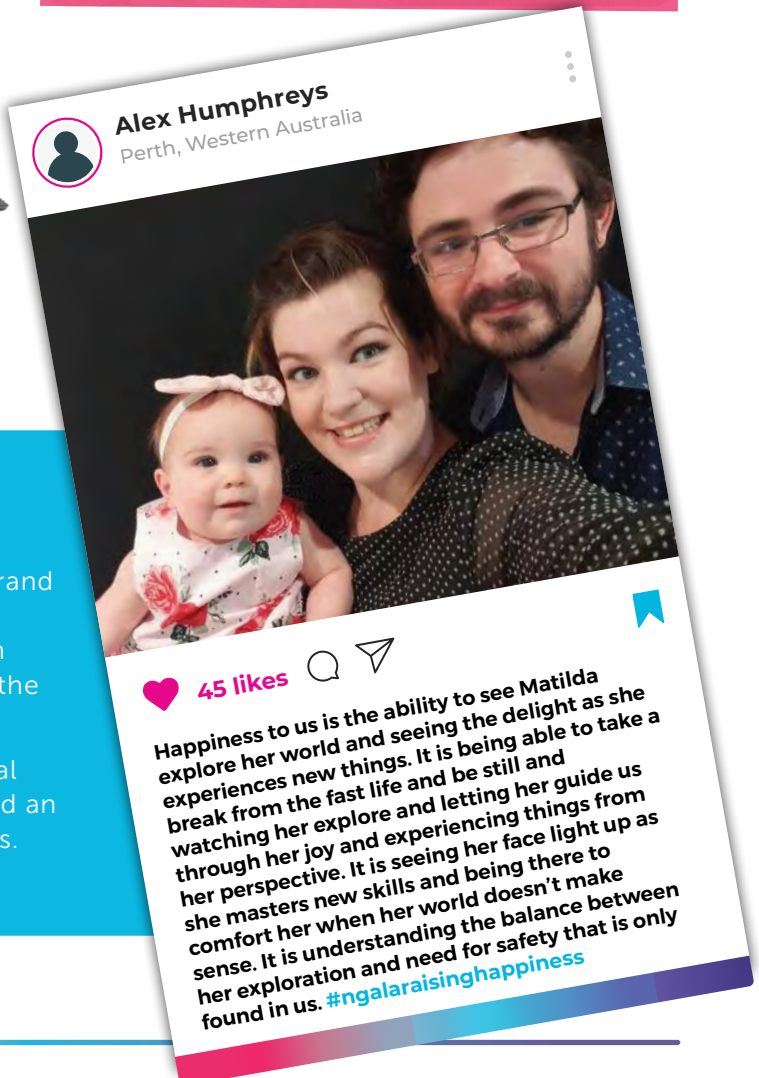 Alex Humphreys
Perth, Western Australia
rand
n
the
al
d an
s.
45 likes
Happiness to us is the ability to see Matilda
explore her world and seeing the delight as she
experiences new things. It is being able to take a
break from the fast life and be still and
watching her explore and letting her guide us
through her joy and experiencing things from
her perspective. It is seeing her face light up as
she masters new skills and being there to
comfort her when her world doesn't make
sense. It is understanding the balance between
her exploration and need for safety that is only
found in us. #ngalaraisinghappiness